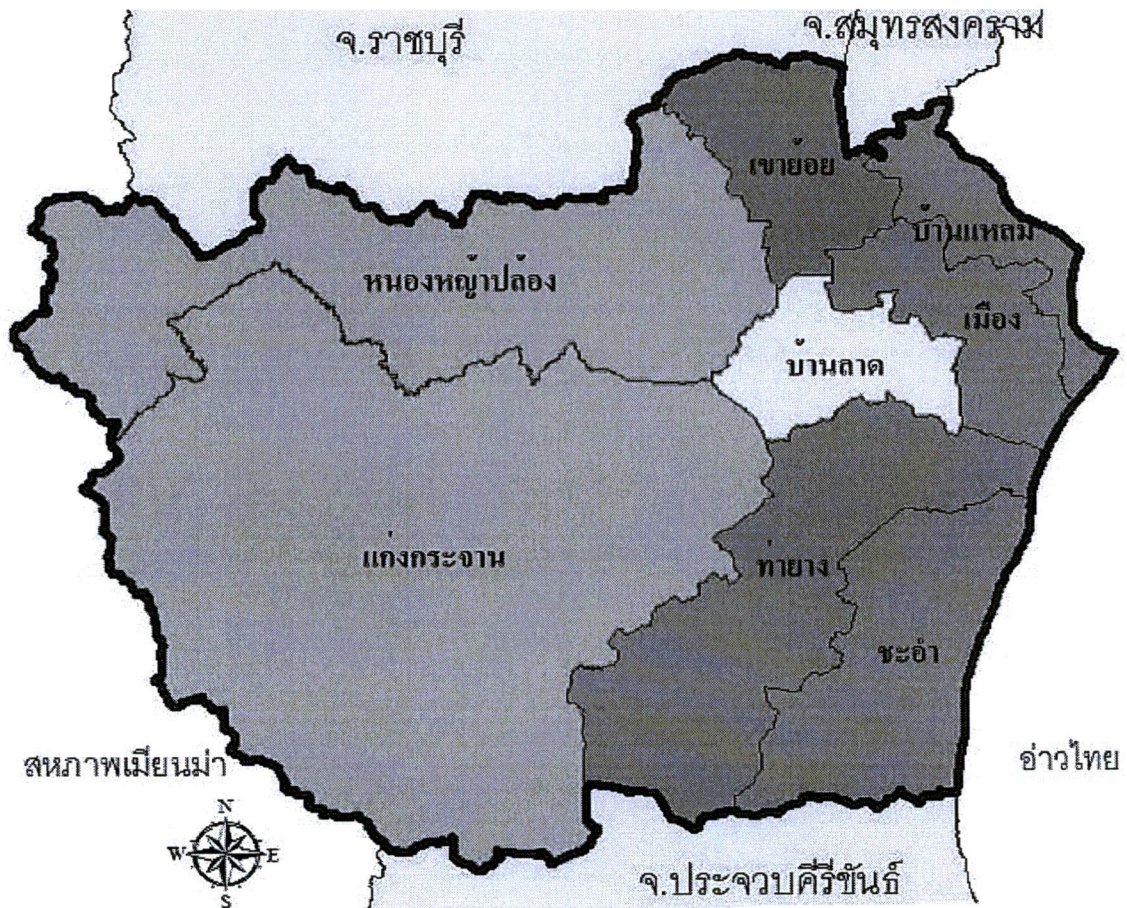 จ.ราชบุรี
จ.สมุทรสงคราม
เขาย้อย
บ้านแหลม
หนองหญ้าปล้อง
เมือง
บ้านลาด
แก่งกระจาน
ท่ายาง
ชะอำ
สหภาพเมียนม่า
อ่าวไทย
N
W
E
S
จ.ประจวบคีรีขันธ์